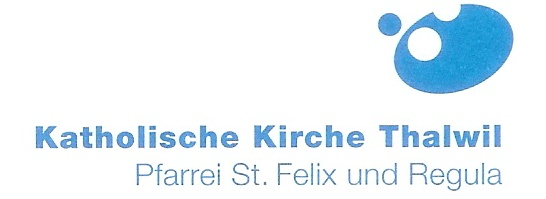 Katholische Kirche Thalwil
Pfarrei St. Felix und Regula